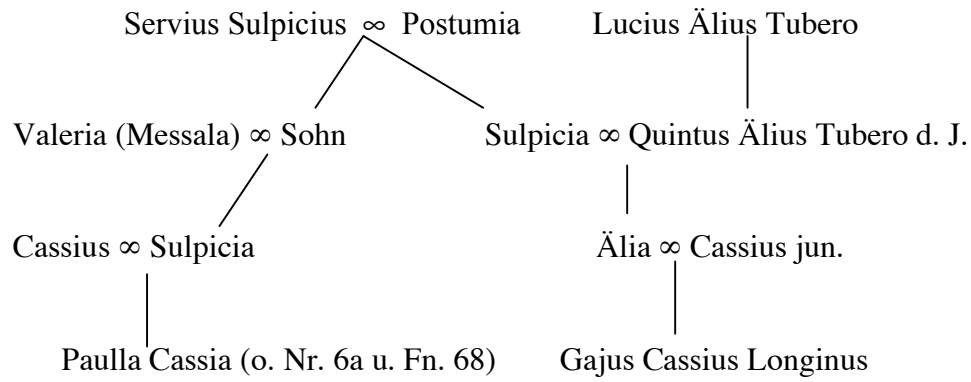 Servius Sulpicius ∞ Postumia Lucius Älius Tubero
Valeria (Messala) ∞ Sohn Sulpicia ∞ Quintus Älius Tubero d. J.
Cassius ∞ Sulpicia Älia ∞ Cassius jun.
Paulla Cassia (o. Nr. 6a u. Fn. 68) Gajus Cassius Longinus